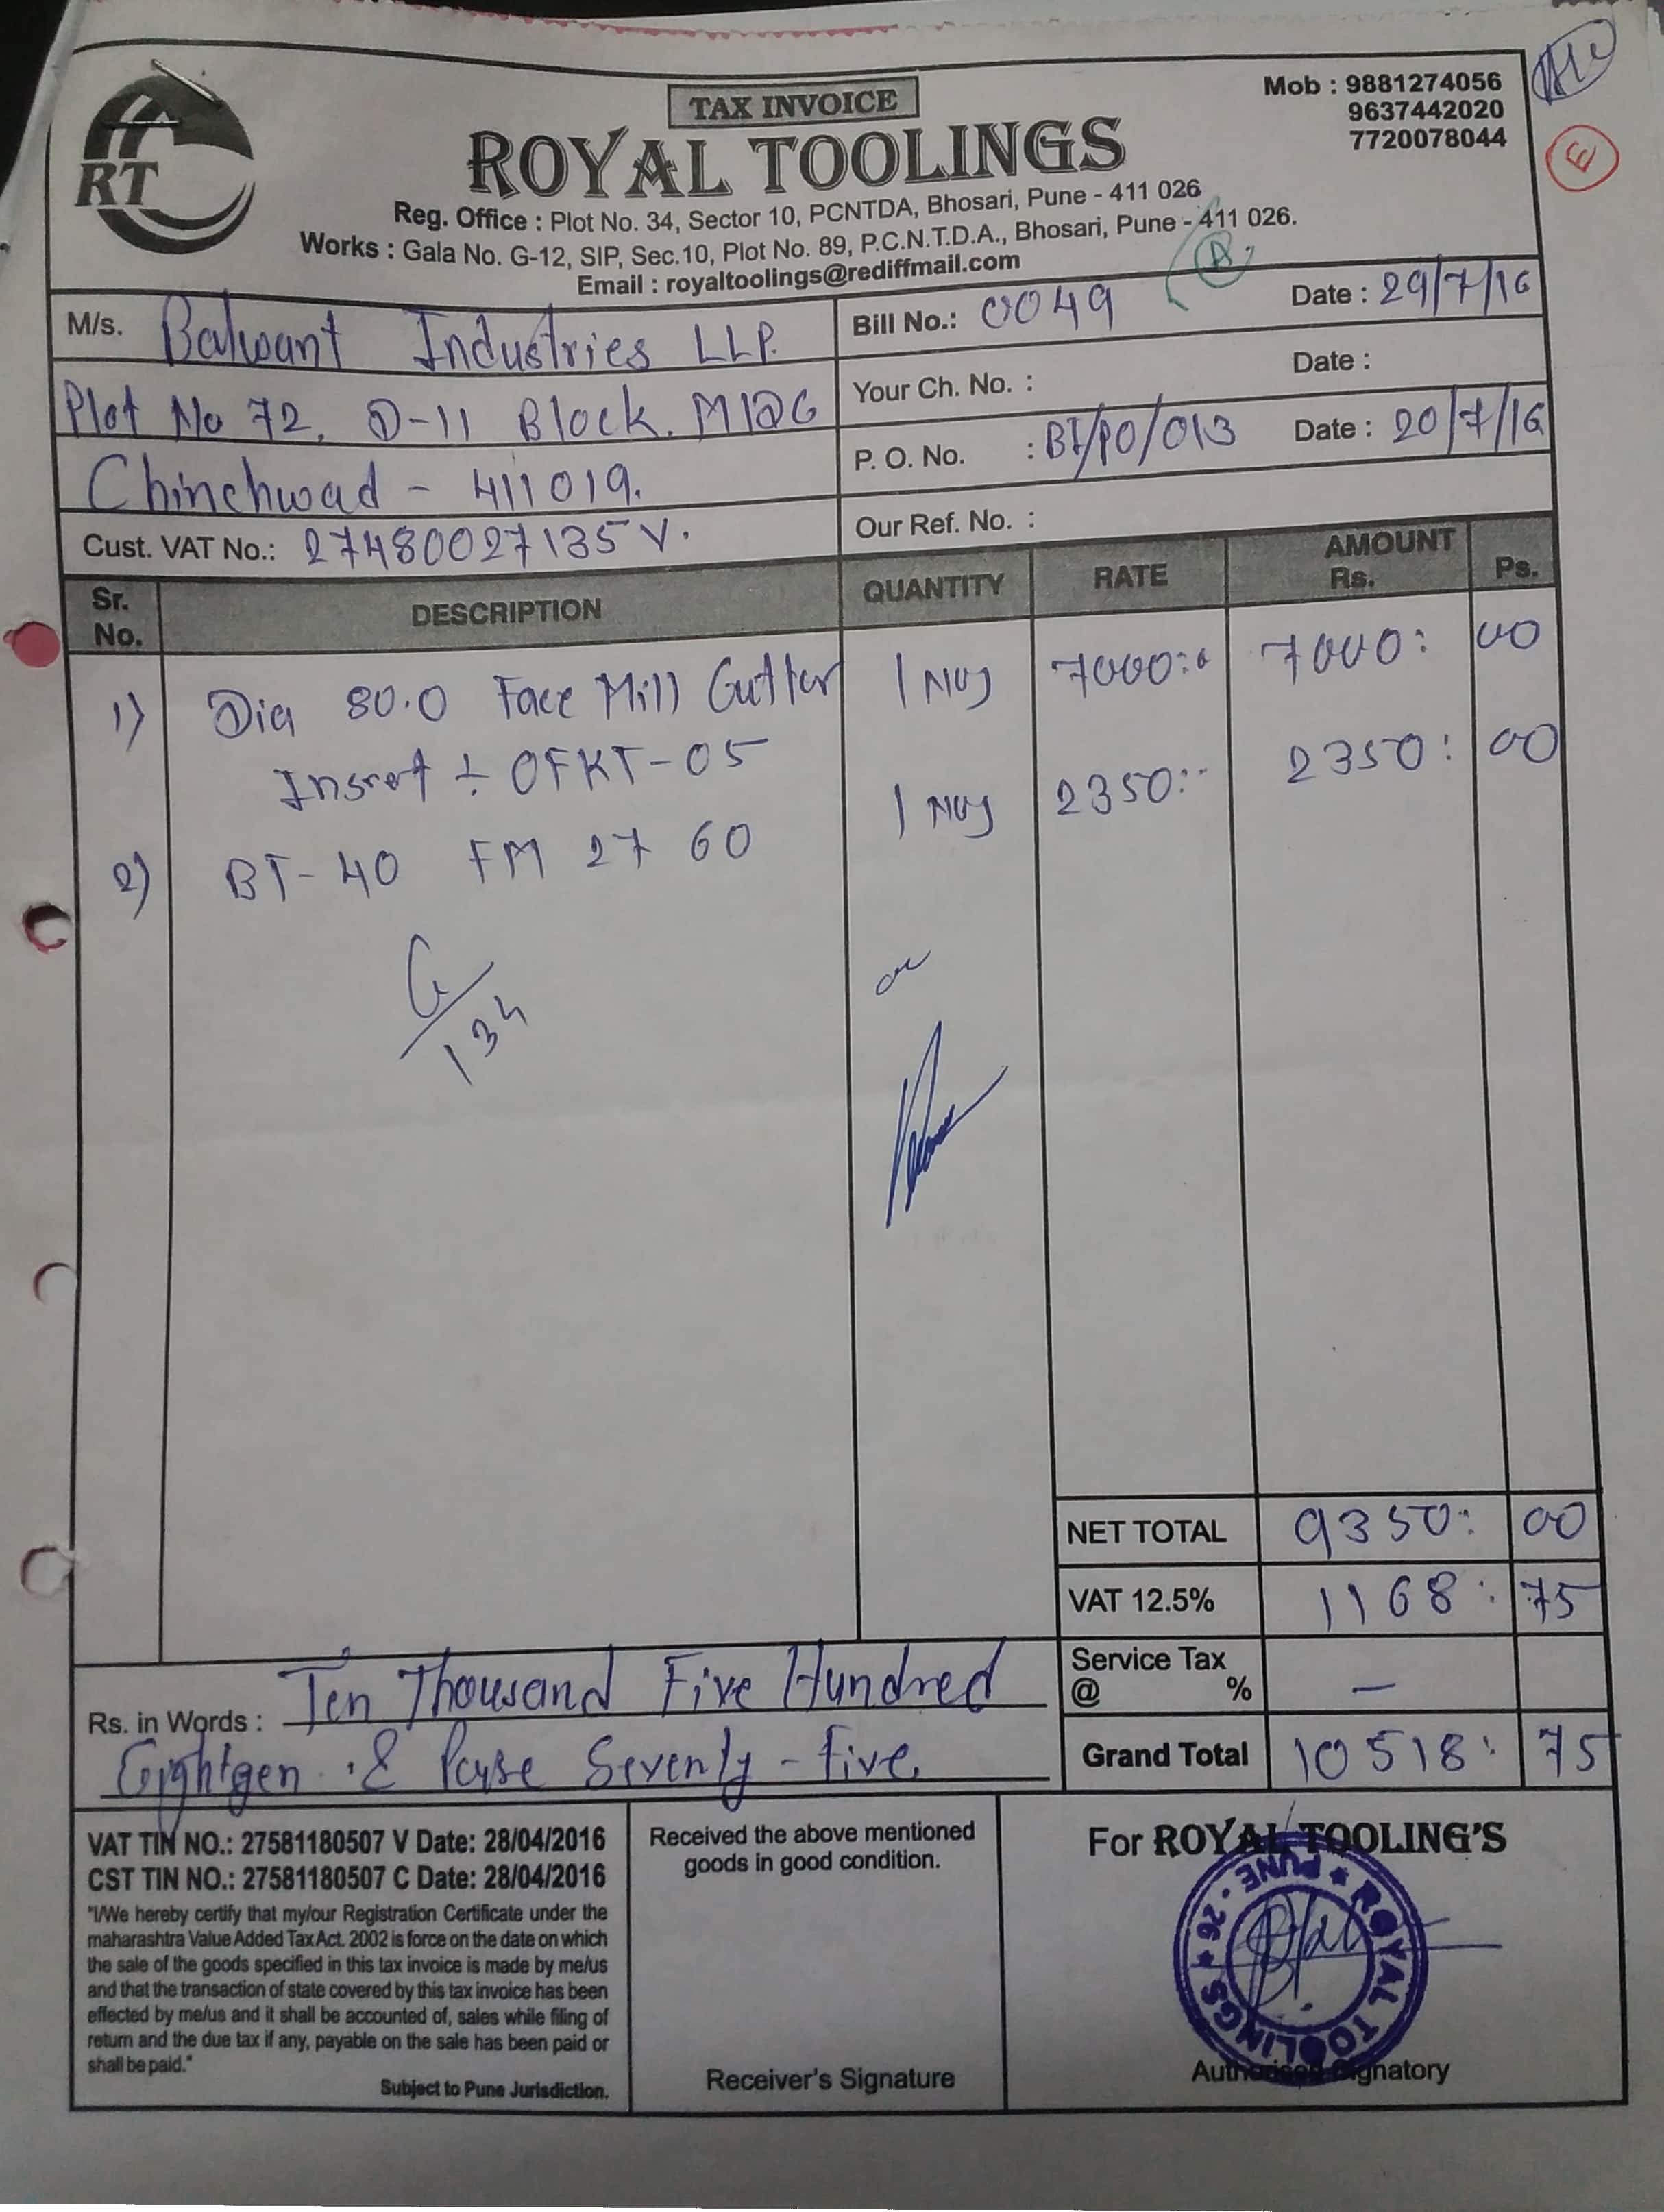 TAX INVOICE
Mob : 9881274056
9637442020
7720078044
RT
ROYAL TOOLINGS
Reg. Office : Plot No. 34, Sector 10, PCNTDA, Bhosari, Pune - 411 026
Works : Gala No. G-12, SIP, Sec.10, Plot No. 89, P.C.N.T.D.A., Bhosari, Pune - 411 026.
Email : royaltoolings@rediffmail.com
E
A
M/s. Balwant Industries LLP.
Plot No 72, D-11 Block. MIDC
Chinchwad - 411019.
Cust. VAT No.: 27480027135 V.
Bill No.: 0049 Date : 29/7/16
Your Ch. No. : Date :
P. O. No. : BI/PO/013 Date : 20/7/16
Our Ref. No. :
Sr. No. DESCRIPTION QUANTITY RATE AMOUNT Rs. Ps.
1) Dia 80.0 Face Mill Cutter 1 Nos 7000: 7000: 00
Insret ÷ OFKT-05
2) BT-40 FM 27 60 1 Nos 2350: 2350: 00
134
NET TOTAL 9350: 00
VAT 12.5% 1168: 75
Service Tax @ % —
Grand Total 10518: 75
Rs. in Words : Ten Thousand Five Hundred
Eightgen & Payse Seventy - five
VAT TIN NO.: 27581180507 V Date: 28/04/2016
CST TIN NO.: 27581180507 C Date: 28/04/2016
"I/We hereby certify that my/our Registration Certificate under the
maharashtra Value Added Tax Act. 2002 is force on the date on which
the sale of the goods specified in this tax invoice is made by me/us
and that the transaction of state covered by this tax invoice has been
effected by me/us and it shall be accounted of, sales while filing of
return and the due tax if any, payable on the sale has been paid or
shall be paid."
Subject to Pune Jurisdiction.
Received the above mentioned
goods in good condition.
Receiver's Signature
For ROYAL TOOLING'S
ROYAL TOOLINGS ★ PUNE - 26 ★
Authorised Signatory